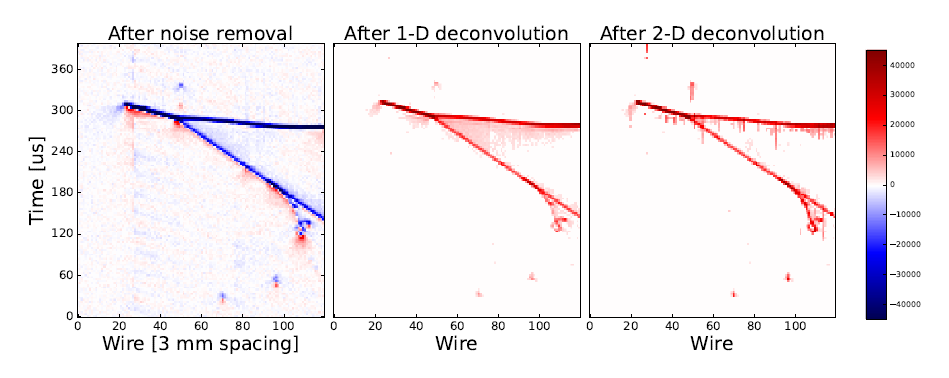 After noise removal
After 1-D deconvolution
After 2-D deconvolution
Time [us]
360
300
240
180
120
60
0
0 20 40 60 80 100
0 20 40 60 80 100
0 20 40 60 80 100
Wire [3 mm spacing]
Wire
Wire
40000
30000
20000
10000
0
−10000
−20000
−30000
−40000